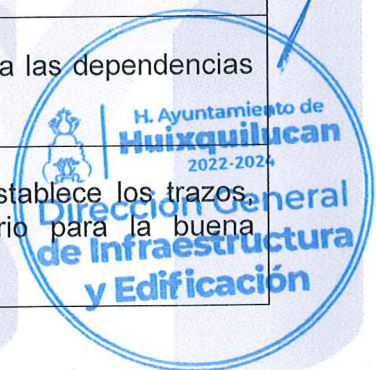 a las dependencias
H. Ayuntamiento de
Huixquilucan
2022-2024
stablece los trazos,
Dirección General
rio para la buena
de Infraestructura
y Edificación